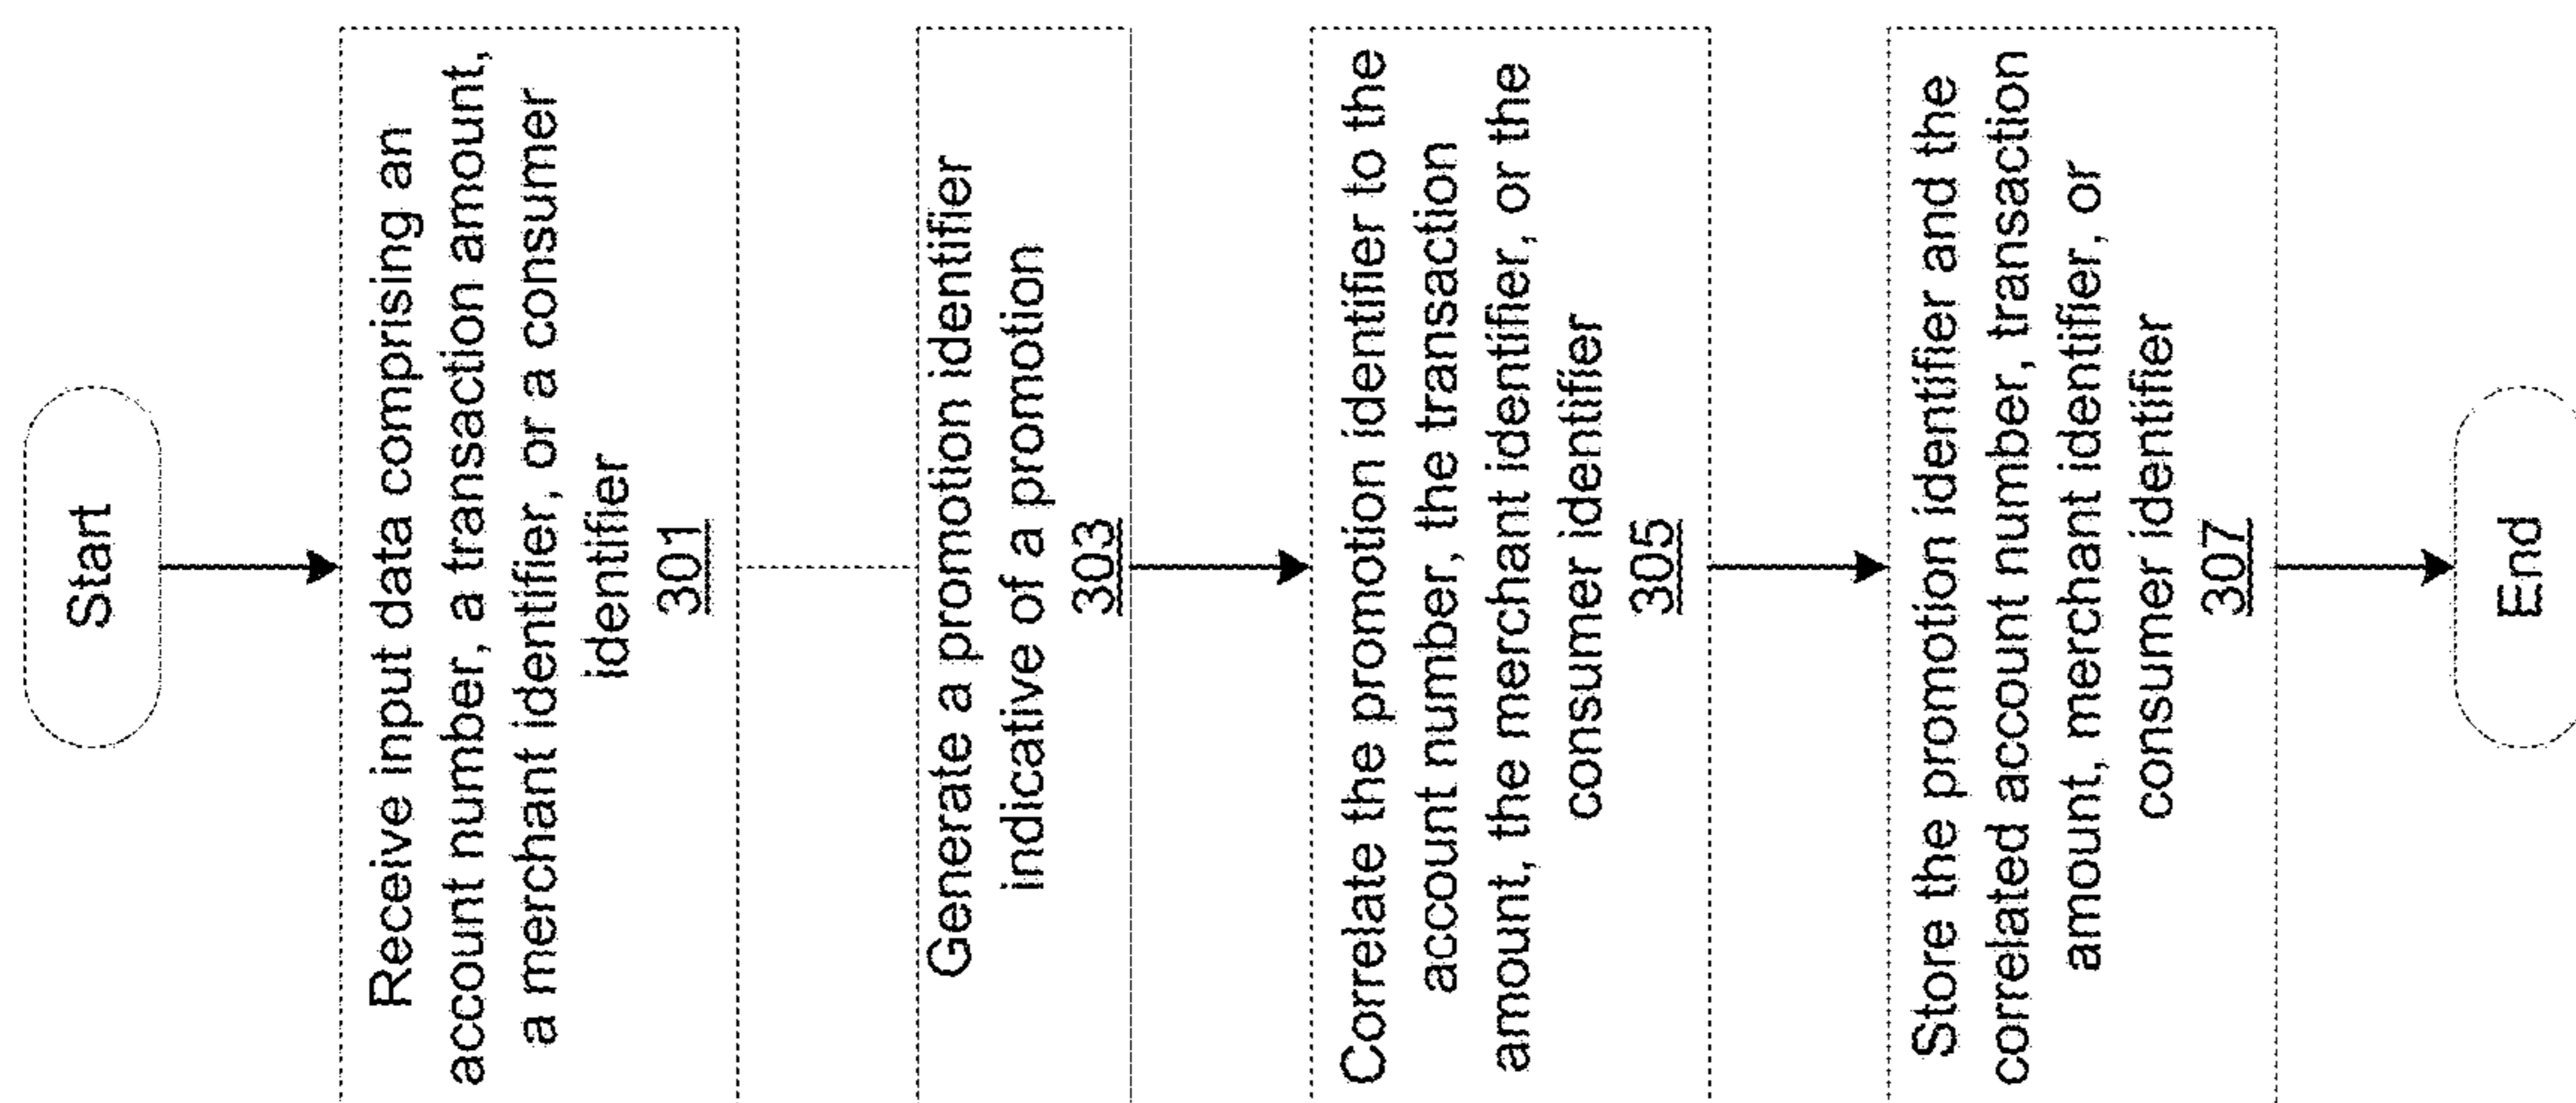 Start
Receive input data comprising an
account number, a transaction amount,
a merchant identifier, or a consumer
identifier
301
Generate a promotion identifier
indicative of a promotion
303
Correlate the promotion identifier to the
account number, the transaction
amount, the merchant identifier, or the
consumer identifier
305
Store the promotion identifier and the
correlated account number, transaction
amount, merchant identifier, or
consumer identifier
307
End